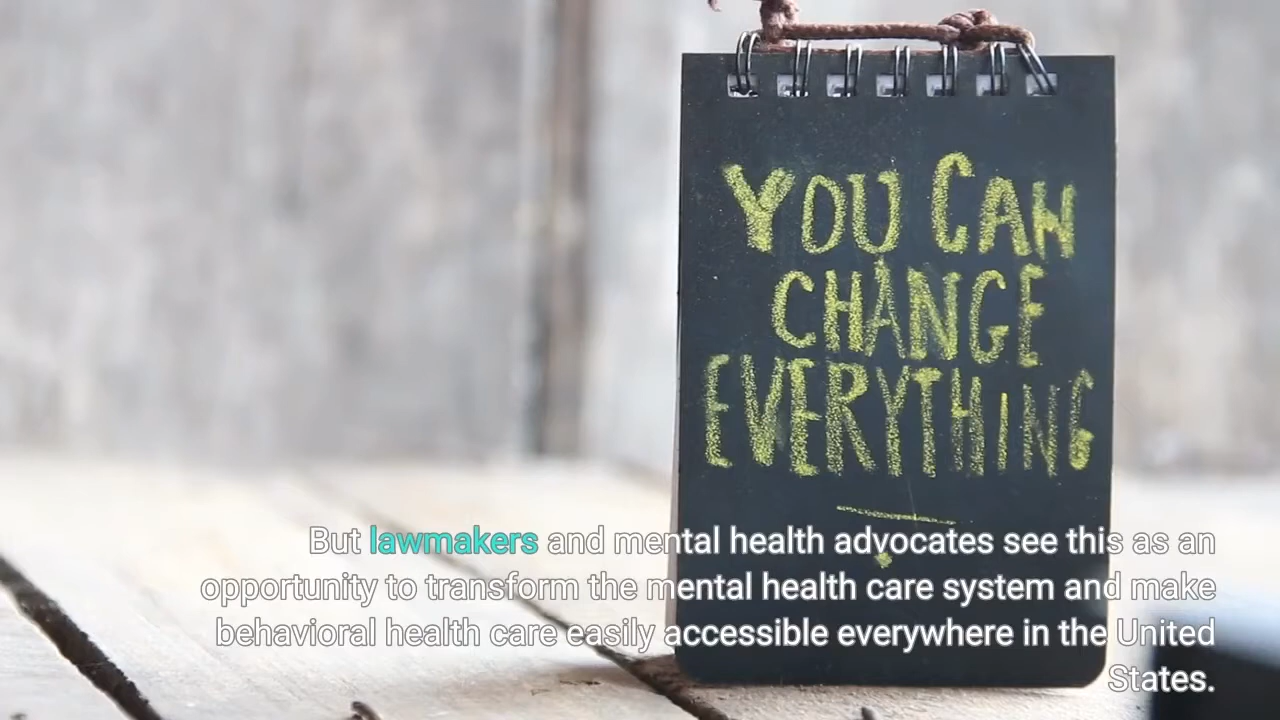 YOU CAN
CHANGE
EVERYTHING
But lawmakers and mental health advocates see this as an
opportunity to transform the mental health care system and make
behavioral health care easily accessible everywhere in the United
States.